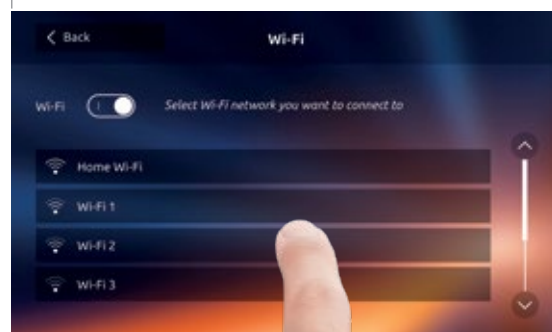 Back
Wi-Fi
Wi-Fi
Select Wi-Fi network you want to connect to
Home Wi-Fi
Wi-Fi 1
Wi-Fi 2
Wi-Fi 3